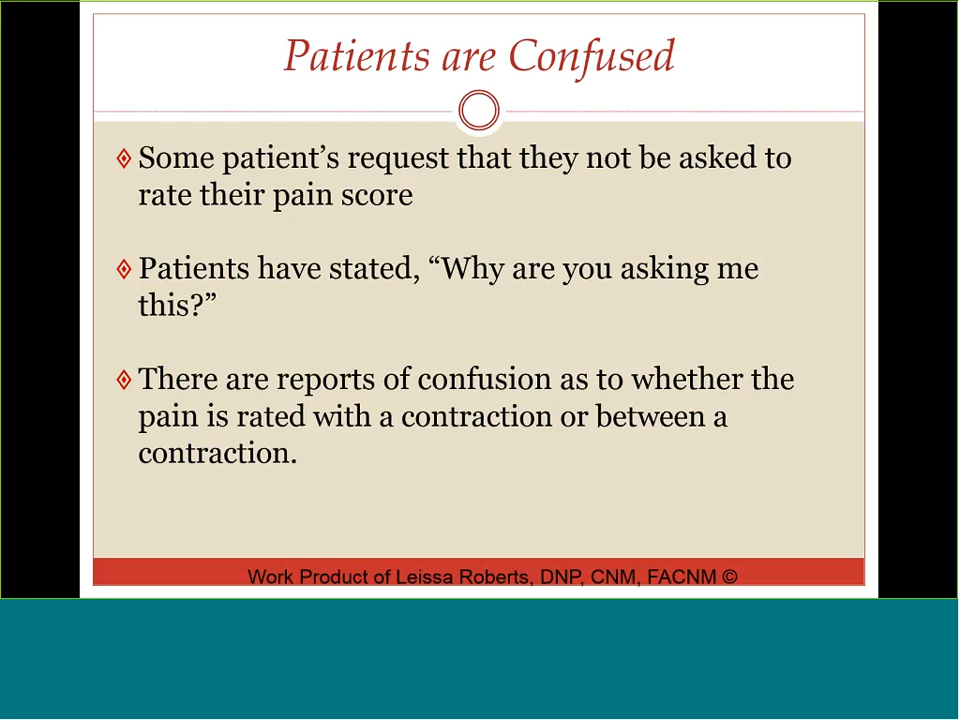 Patients are Confused
Some patient’s request that they not be asked to
rate their pain score
Patients have stated, “Why are you asking me
this?”
There are reports of confusion as to whether the
pain is rated with a contraction or between a
contraction.
Work Product of Leissa Roberts, DNP, CNM, FACNM ©